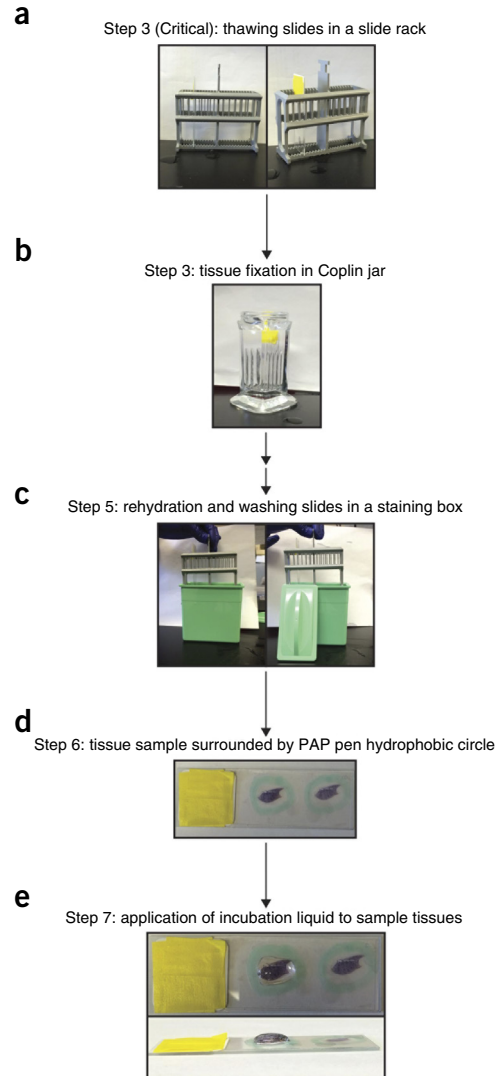 a
Step 3 (Critical): thawing slides in a slide rack
b
Step 3: tissue fixation in Coplin jar
c
Step 5: rehydration and washing slides in a staining box
d
Step 6: tissue sample surrounded by PAP pen hydrophobic circle
e
Step 7: application of incubation liquid to sample tissues